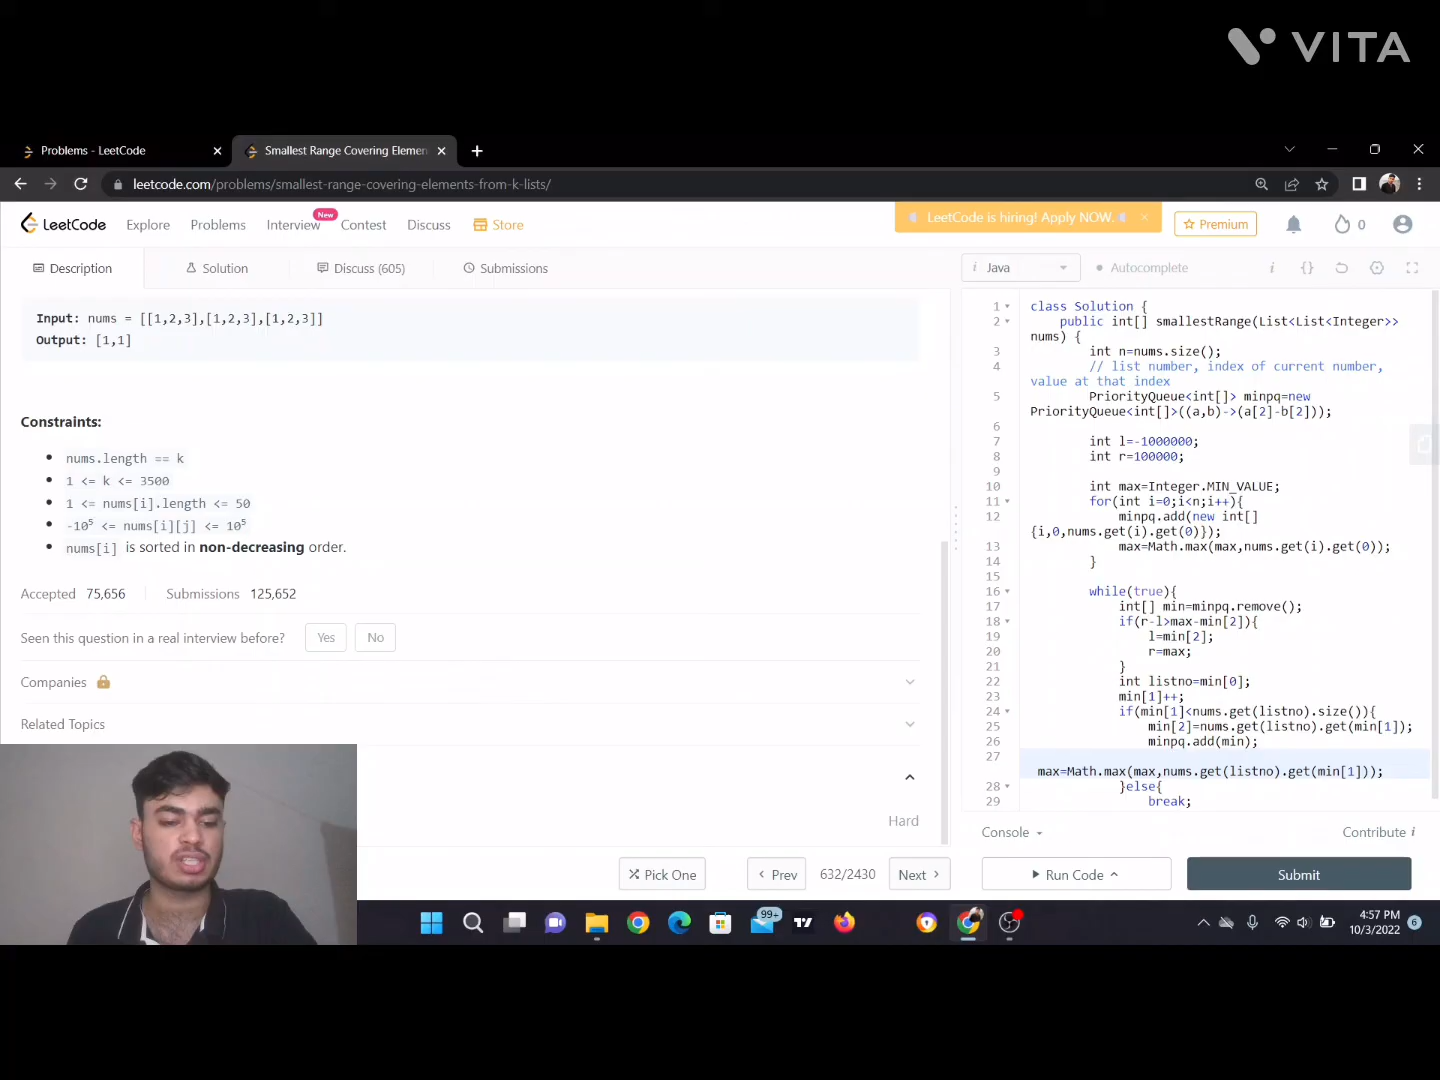 VITA
Problems - LeetCode
Smallest Range Covering Elemen
leetcode.com/problems/smallest-range-covering-elements-from-k-lists/
LeetCode
Explore
Problems
Interview
New
Contest
Discuss
Store
LeetCode is hiring! Apply NOW.
Premium
0
Description
Solution
Discuss (605)
Submissions
i Java
Autocomplete
Input: nums = [[1,2,3],[1,2,3],[1,2,3]]
Output: [1,1]
Constraints:
nums.length == k
1 <= k <= 3500
1 <= nums[i].length <= 50
-10⁵ <= nums[i][j] <= 10⁵
nums[i] is sorted in non-decreasing order.
Accepted 75,656 Submissions 125,652
Seen this question in a real interview before? Yes No
Companies
Related Topics
Hard
Pick One
Prev
632/2430
Next
1 class Solution {
2 public int[] smallestRange(List<List<Integer>>
nums) {
3 int n=nums.size();
4 // list number, index of current number,
value at that index
5 PriorityQueue<int[]> minpq=new
PriorityQueue<int[]>((a,b)->(a[2]-b[2]));
6
7 int l=-1000000;
8 int r=100000;
9
10 int max=Integer.MIN_VALUE;
11 for(int i=0;i<n;i++){
12 minpq.add(new int[]
{i,0,nums.get(i).get(0)});
13 max=Math.max(max,nums.get(i).get(0));
14 }
15
16 while(true){
17 int[] min=minpq.remove();
18 if(r-l>max-min[2]){
19 l=min[2];
20 r=max;
21 }
22 int listno=min[0];
23 min[1]++;
24 if(min[1]<nums.get(listno).size()){
25 min[2]=nums.get(listno).get(min[1]);
26 minpq.add(min);
27
max=Math.max(max,nums.get(listno).get(min[1]));
28 }else{
29 break;
Console
Contribute i
Run Code
Submit
99+
4:57 PM
10/3/2022
6